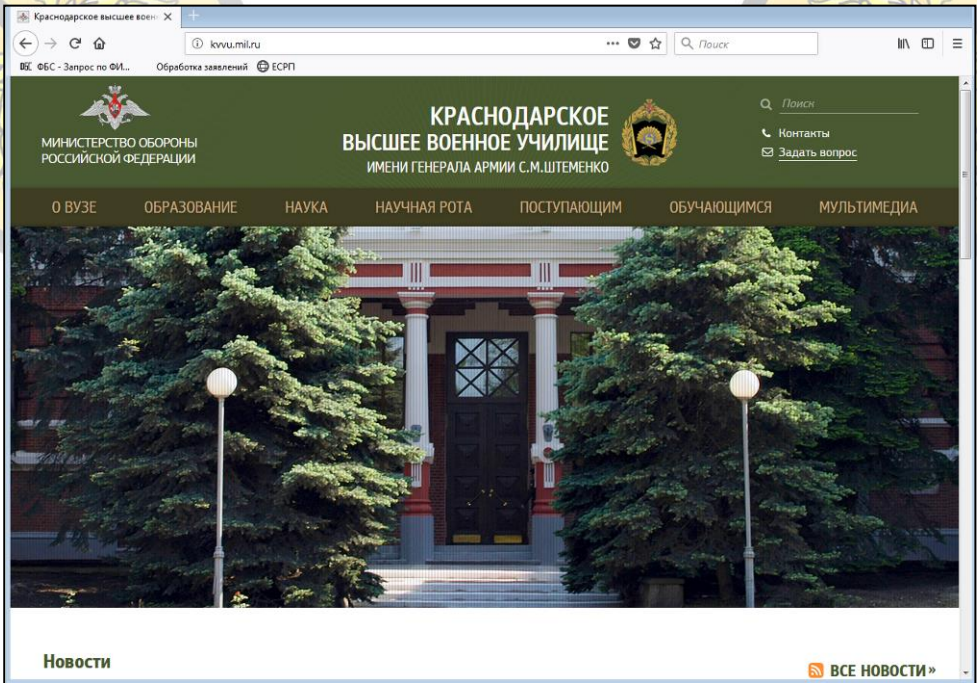 Краснодарское высшее воен
kvvu.mil.ru
Поиск
ФБС - Запрос по ФИ...
Обработка заявлений
ЕСРП
МИНИСТЕРСТВО ОБОРОНЫ
РОССИЙСКОЙ ФЕДЕРАЦИИ
КРАСНОДАРСКОЕ
ВЫСШЕЕ ВОЕННОЕ УЧИЛИЩЕ
ИМЕНИ ГЕНЕРАЛА АРМИИ С.М.ШТЕМЕНКО
Поиск
Контакты
Задать вопрос
О ВУЗЕ
ОБРАЗОВАНИЕ
НАУКА
НАУЧНАЯ РОТА
ПОСТУПАЮЩИМ
ОБУЧАЮЩИМСЯ
МУЛЬТИМЕДИА
Новости
ВСЕ НОВОСТИ»